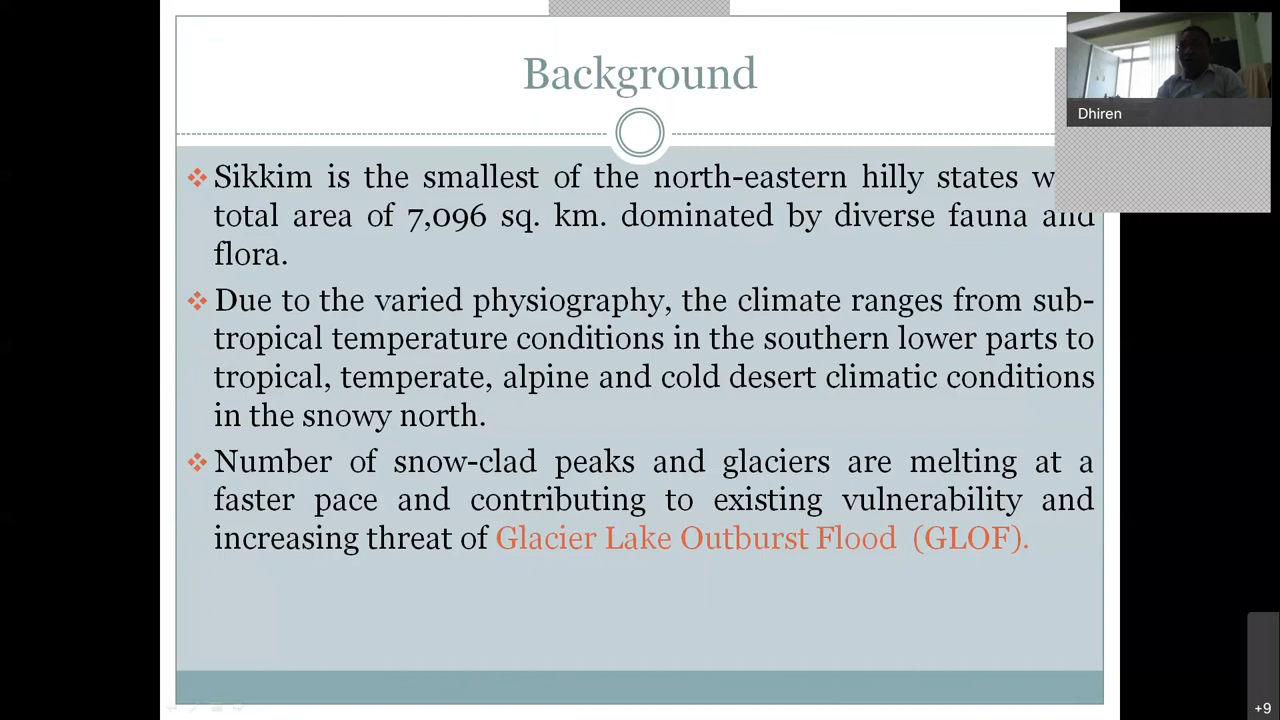 Background
Dhiren
Sikkim is the smallest of the north-eastern hilly states
total area of 7,096 sq. km. dominated by diverse fauna and
flora.
Due to the varied physiography, the climate ranges from sub-
tropical temperature conditions in the southern lower parts to
tropical, temperate, alpine and cold desert climatic conditions
in the snowy north.
Number of snow-clad peaks and glaciers are melting at a
faster pace and contributing to existing vulnerability and
increasing threat of Glacier Lake Outburst Flood (GLOF).
+9